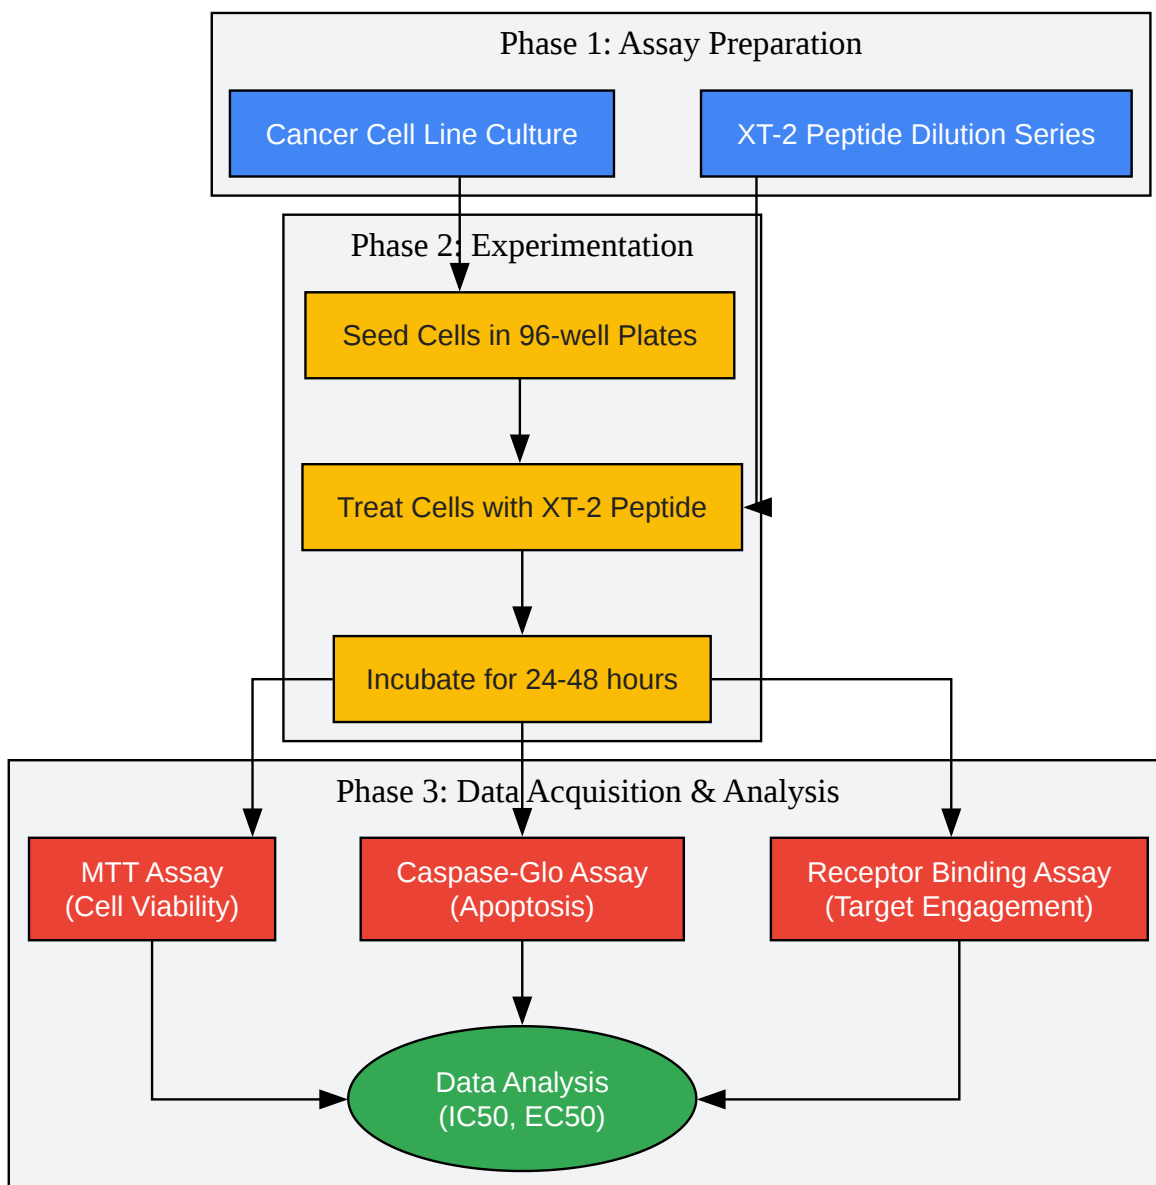 Phase 1: Assay Preparation
Cancer Cell Line Culture
XT-2 Peptide Dilution Series
Phase 2: Experimentation
Seed Cells in 96-well Plates
Treat Cells with XT-2 Peptide
Incubate for 24-48 hours
Phase 3: Data Acquisition & Analysis
MTT Assay
(Cell Viability)
Caspase-Glo Assay
(Apoptosis)
Receptor Binding Assay
(Target Engagement)
Data Analysis
(IC50, EC50)